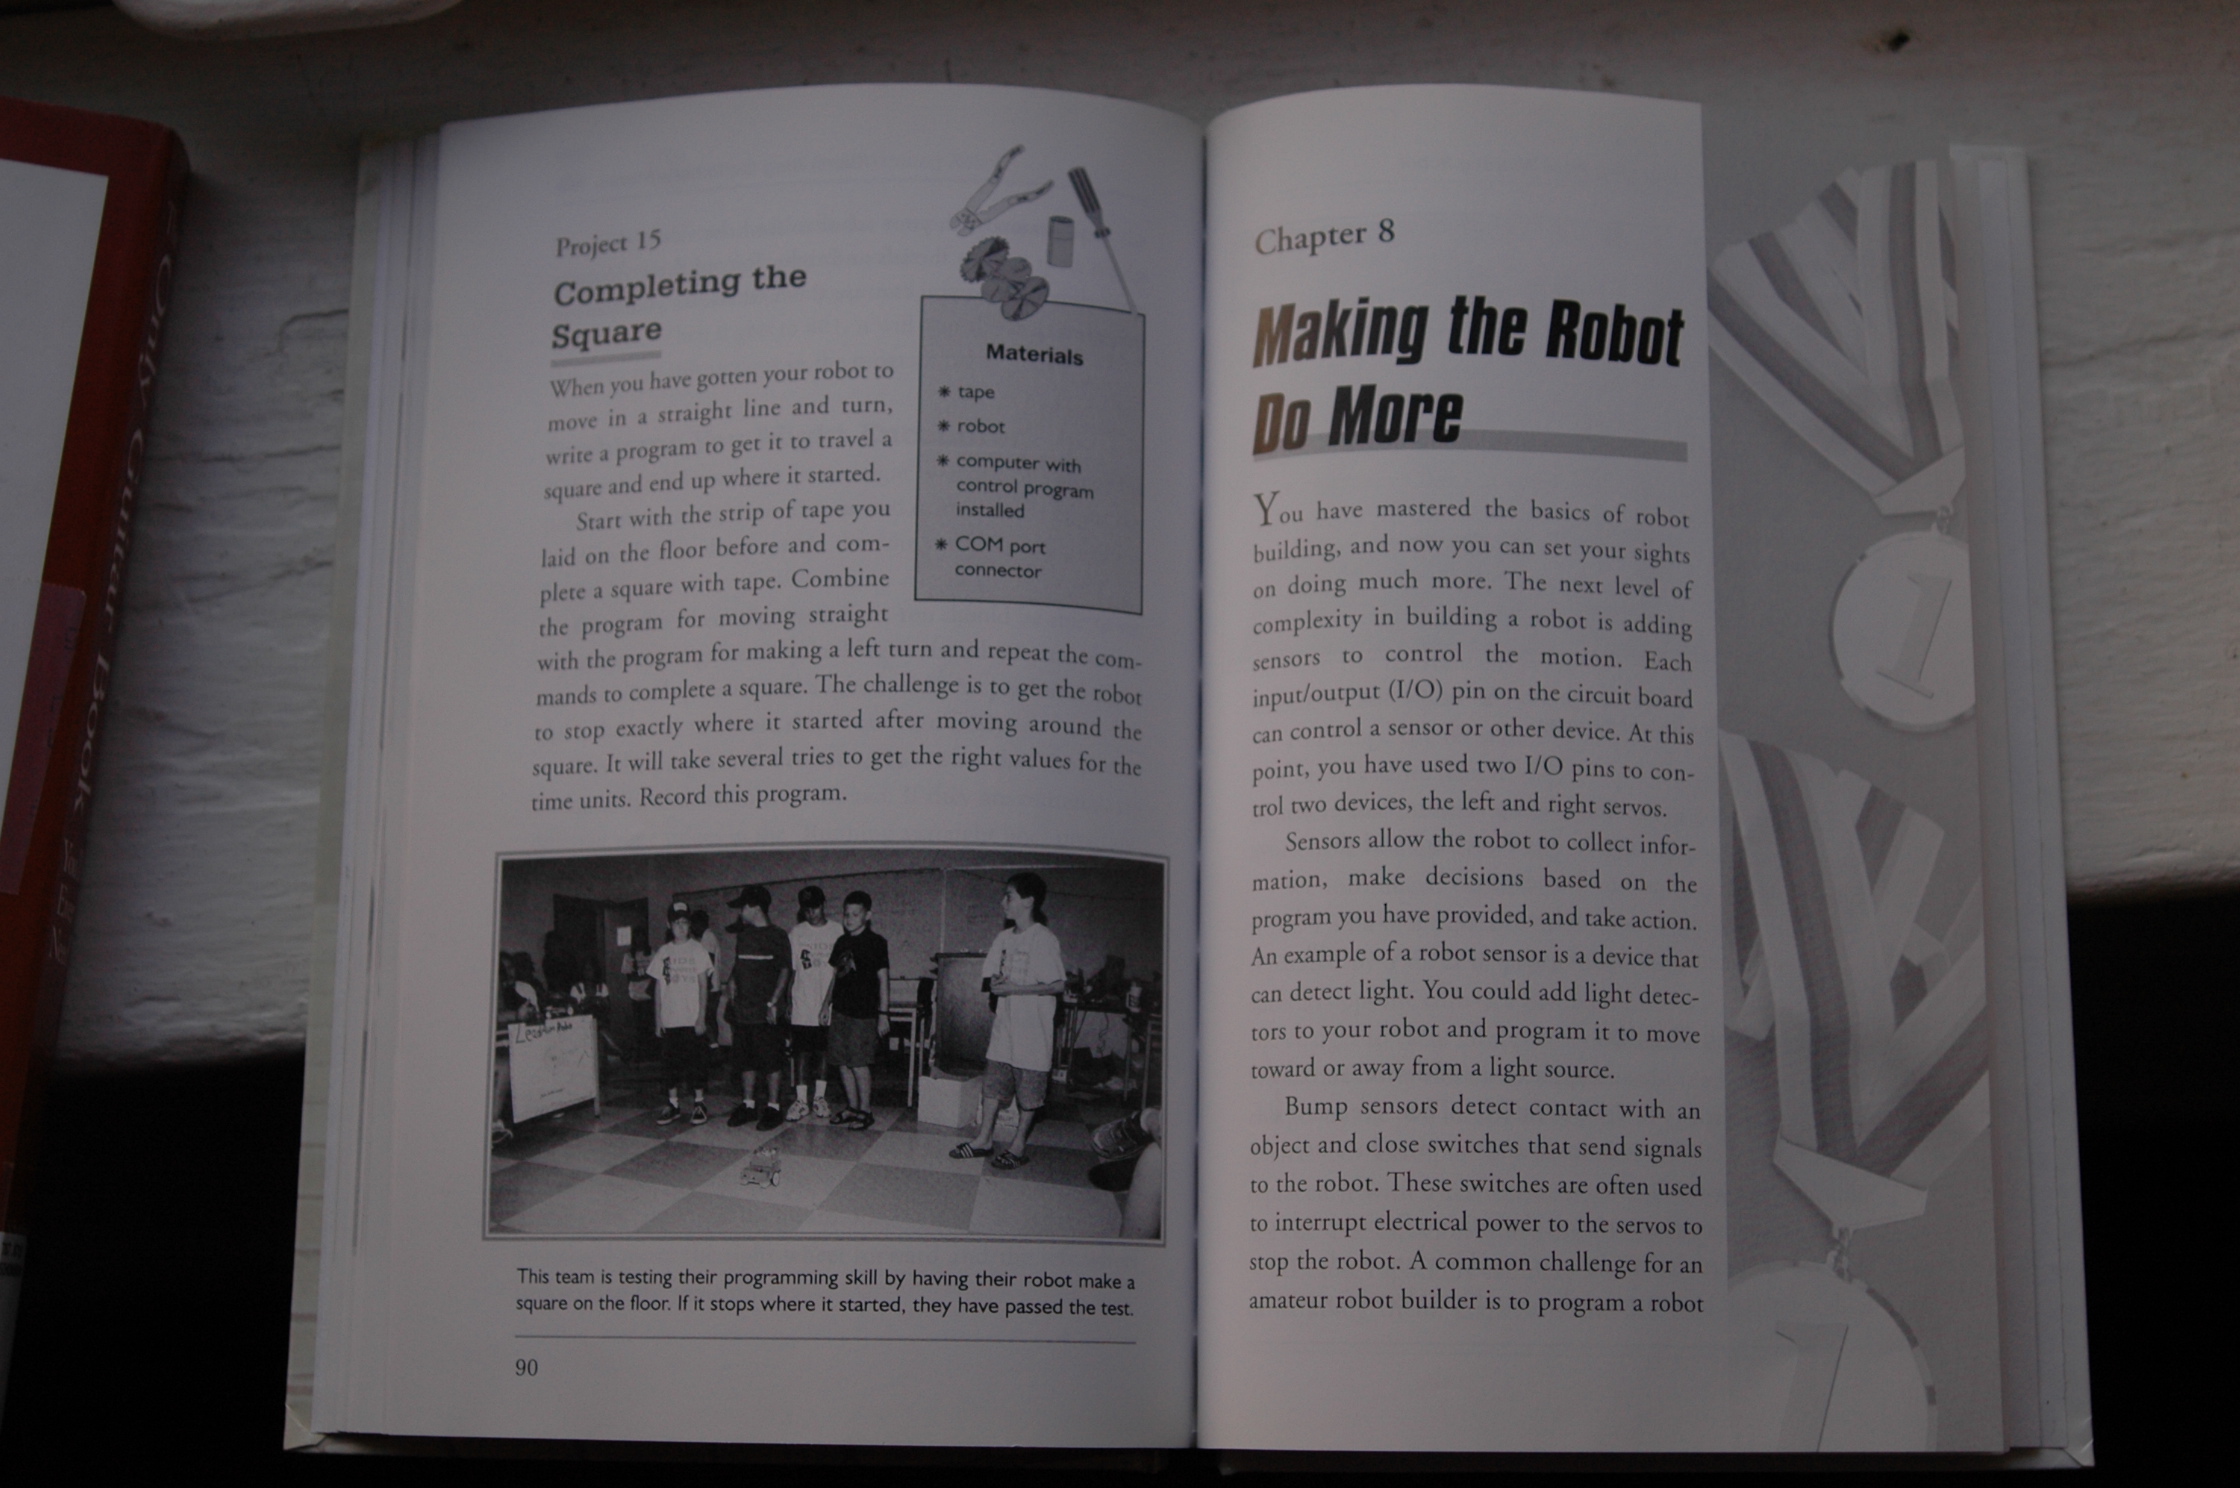 Project 15
Completing the
Square
When you have gotten your robot to
move in a straight line and turn,
write a program to get it to travel a
square and end up where it started.
Start with the strip of tape you
laid on the floor before and com-
plete a square with tape. Combine
the program for moving straight
with the program for making a left turn and repeat the com-
mands to complete a square. The challenge is to get the robot
to stop exactly where it started after moving around the
square. It will take several tries to get the right values for the
time units. Record this program.
Materials
* tape
* robot
* computer with
control program
installed
* COM port
connector
This team is testing their programming skill by having their robot make a
square on the floor. If it stops where it started, they have passed the test.
90
Chapter 8
Making the Robot
Do More
You have mastered the basics of robot
building, and now you can set your sights
on doing much more. The next level of
complexity in building a robot is adding
sensors to control the motion. Each
input/output (I/O) pin on the circuit board
can control a sensor or other device. At this
point, you have used two I/O pins to con-
trol two devices, the left and right servos.
Sensors allow the robot to collect infor-
mation, make decisions based on the
program you have provided, and take action.
An example of a robot sensor is a device that
can detect light. You could add light detec-
tors to your robot and program it to move
toward or away from a light source.
Bump sensors detect contact with an
object and close switches that send signals
to the robot. These switches are often used
to interrupt electrical power to the servos to
stop the robot. A common challenge for an
amateur robot builder is to program a robot
1
1
Only Guitar Book